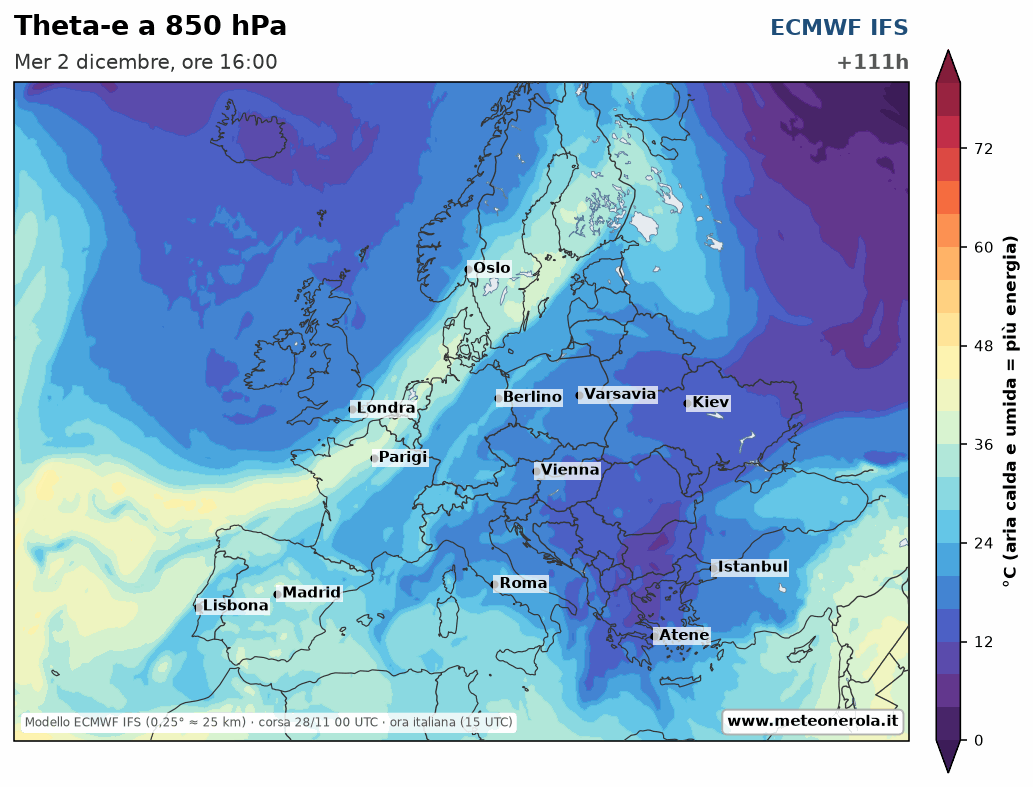 Theta-e a 850 hPa
ECMWF IFS
Mer 2 dicembre, ore 16:00
+111h
Oslo
Londra
Berlino
Varsavia
Kiev
Parigi
Vienna
Istanbul
Roma
Madrid
Lisbona
Atene
72
60
48
36
24
12
0
°C (aria calda e umida = più energia)
Modello ECMWF IFS (0,25° ≈ 25 km) · corsa 28/11 00 UTC · ora italiana (15 UTC)
www.meteonerola.it